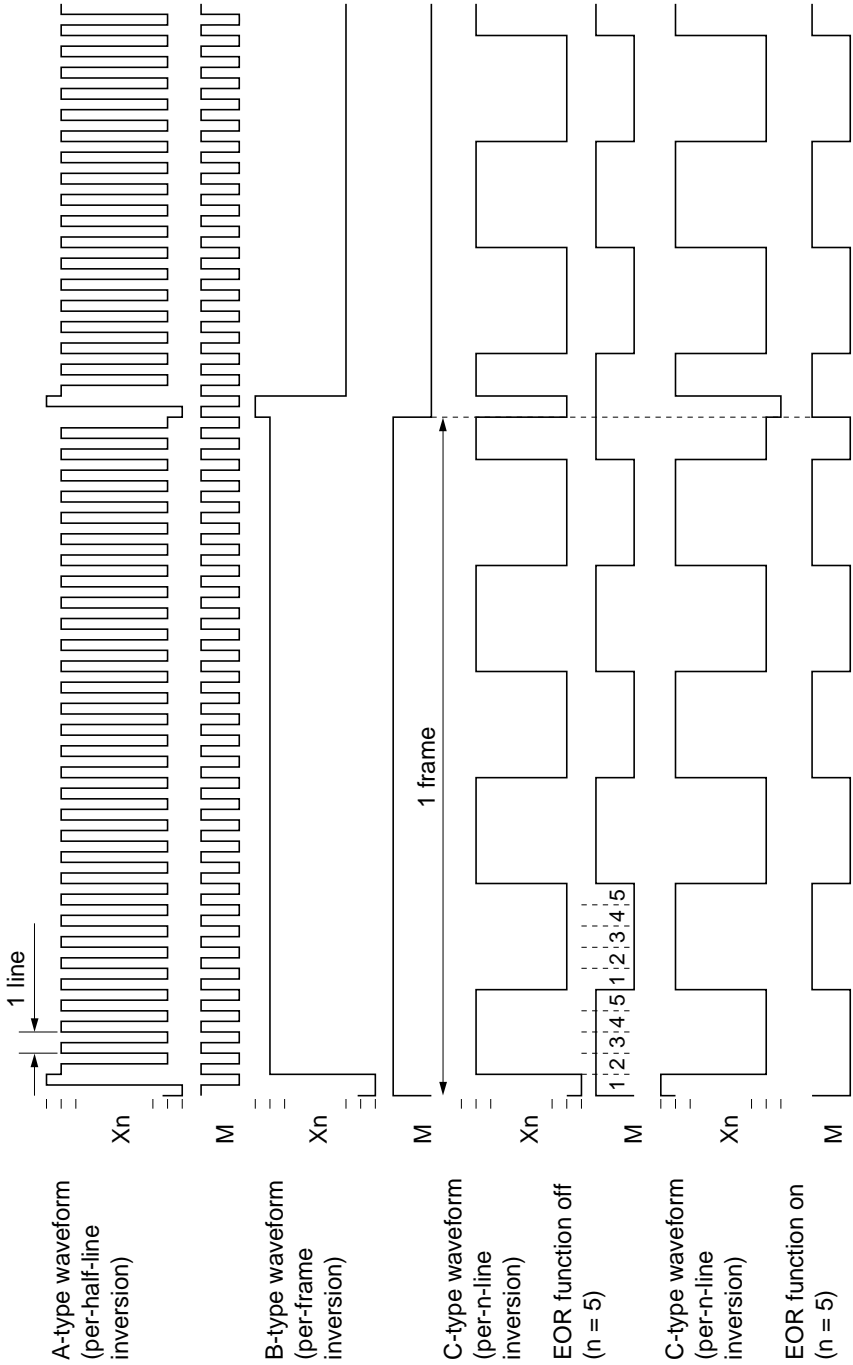 A-type waveform
(per-half-line
inversion)
Xn
1 line
M
B-type waveform
(per-frame
inversion)
Xn
M
1 frame
C-type waveform
(per-n-line
inversion)
Xn
EOR function off
(n = 5)
M
1 2 3 4 5 1 2 3 4 5
C-type waveform
(per-n-line
inversion)
Xn
EOR function on
(n = 5)
M